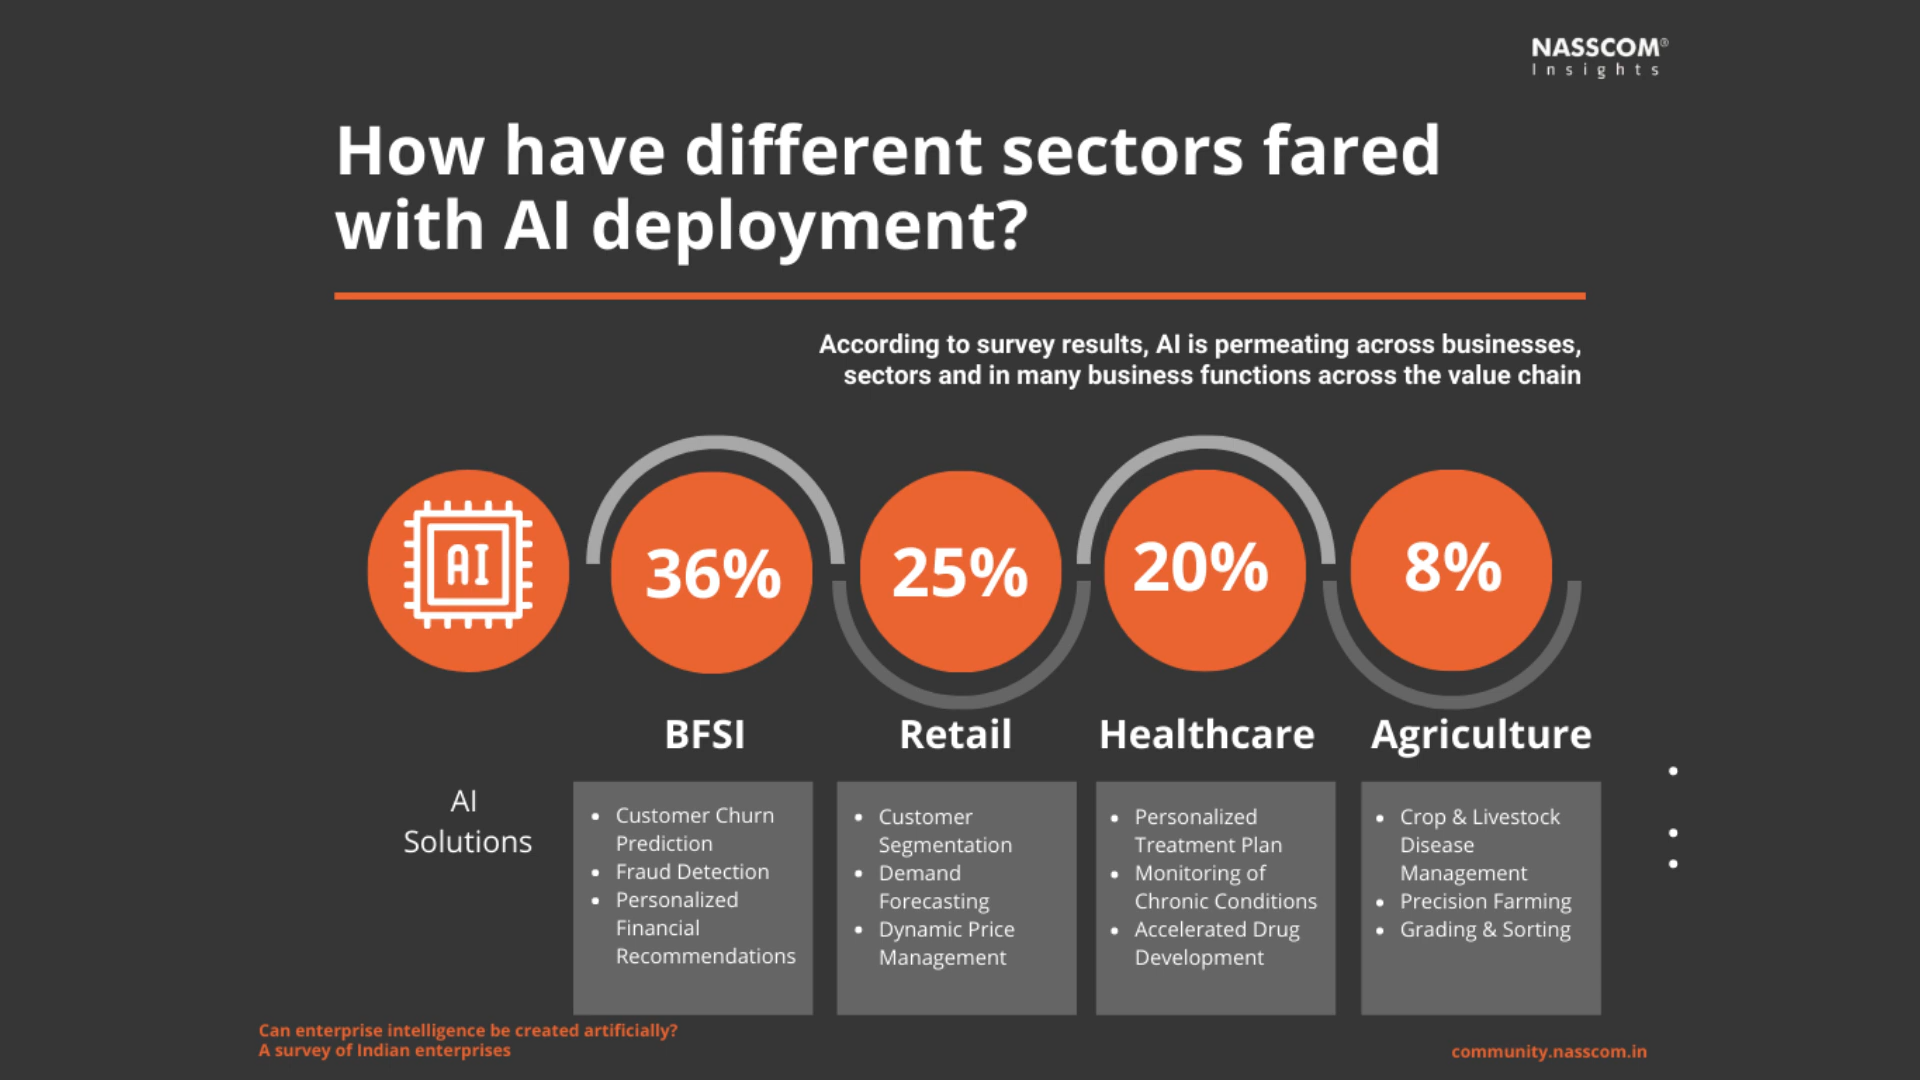 NASSCOM®
Insights
How have different sectors fared
with AI deployment?
According to survey results, AI is permeating across businesses,
sectors and in many business functions across the value chain
AI
36%
25%
20%
8%
BFSI
Retail
Healthcare
Agriculture
AI
Solutions
• Customer Churn
Prediction
• Fraud Detection
• Personalized
Financial
Recommendations
• Customer
Segmentation
• Demand
Forecasting
• Dynamic Price
Management
• Personalized
Treatment Plan
• Monitoring of
Chronic Conditions
• Accelerated Drug
Development
• Crop & Livestock
Disease
Management
• Precision Farming
• Grading & Sorting
Can enterprise intelligence be created artificially?
A survey of Indian enterprises
community.nasscom.in